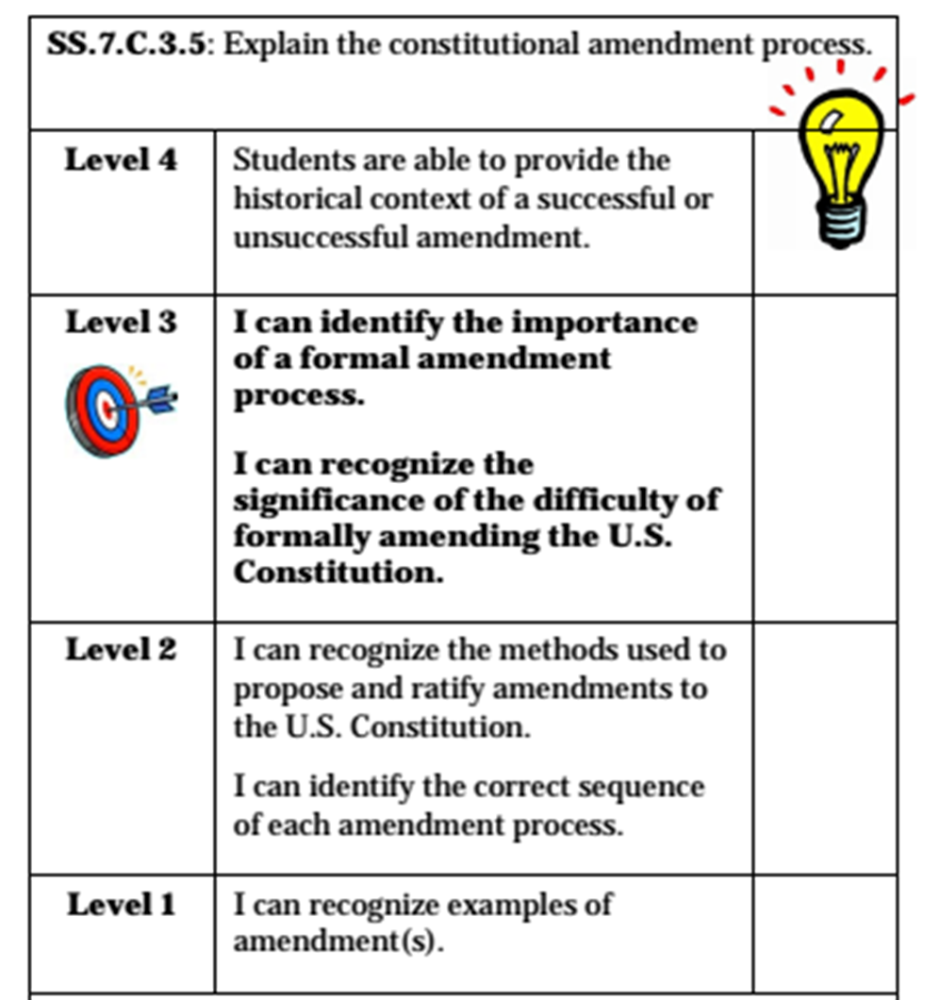 SS.7.C.3.5: Explain the constitutional amendment process.
Level 4
Students are able to provide the
historical context of a successful or
unsuccessful amendment.
Level 3
I can identify the importance
of a formal amendment
process.
I can recognize the
significance of the difficulty of
formally amending the U.S.
Constitution.
Level 2
I can recognize the methods used to
propose and ratify amendments to
the U.S. Constitution.
I can identify the correct sequence
of each amendment process.
Level 1
I can recognize examples of
amendment(s).